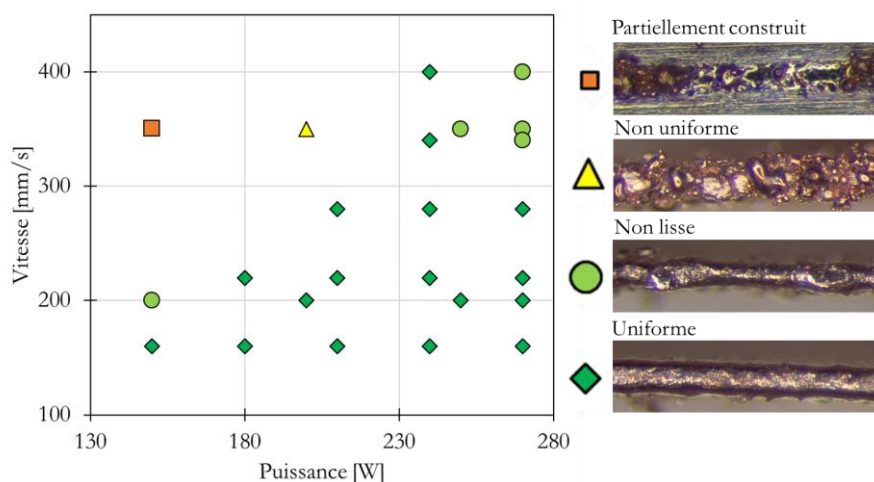 Vitesse [mm/s]
400
300
200
100
130
180
230
280
Puissance [W]
Partiellement construit
Non uniforme
Non lisse
Uniforme